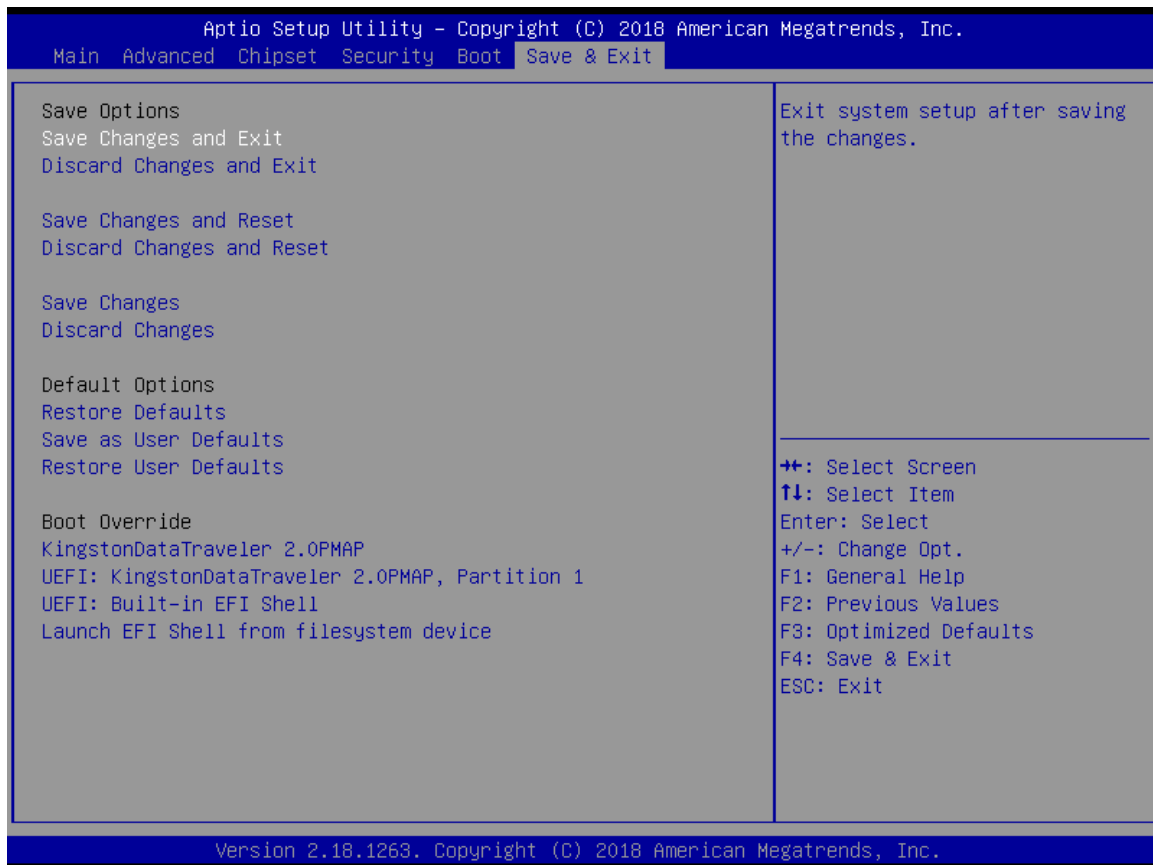 Aptio Setup Utility – Copyright (C) 2018 American Megatrends, Inc.
Main Advanced Chipset Security Boot Save & Exit
Save Options
Save Changes and Exit
Discard Changes and Exit
Save Changes and Reset
Discard Changes and Reset
Save Changes
Discard Changes
Default Options
Restore Defaults
Save as User Defaults
Restore User Defaults
Boot Override
KingstonDataTraveler 2.0PMAP
UEFI: KingstonDataTraveler 2.0PMAP, Partition 1
UEFI: Built-in EFI Shell
Launch EFI Shell from filesystem device
Exit system setup after saving
the changes.
→←: Select Screen
↑↓: Select Item
Enter: Select
+/-: Change Opt.
F1: General Help
F2: Previous Values
F3: Optimized Defaults
F4: Save & Exit
ESC: Exit
Version 2.18.1263. Copyright (C) 2018 American Megatrends, Inc.